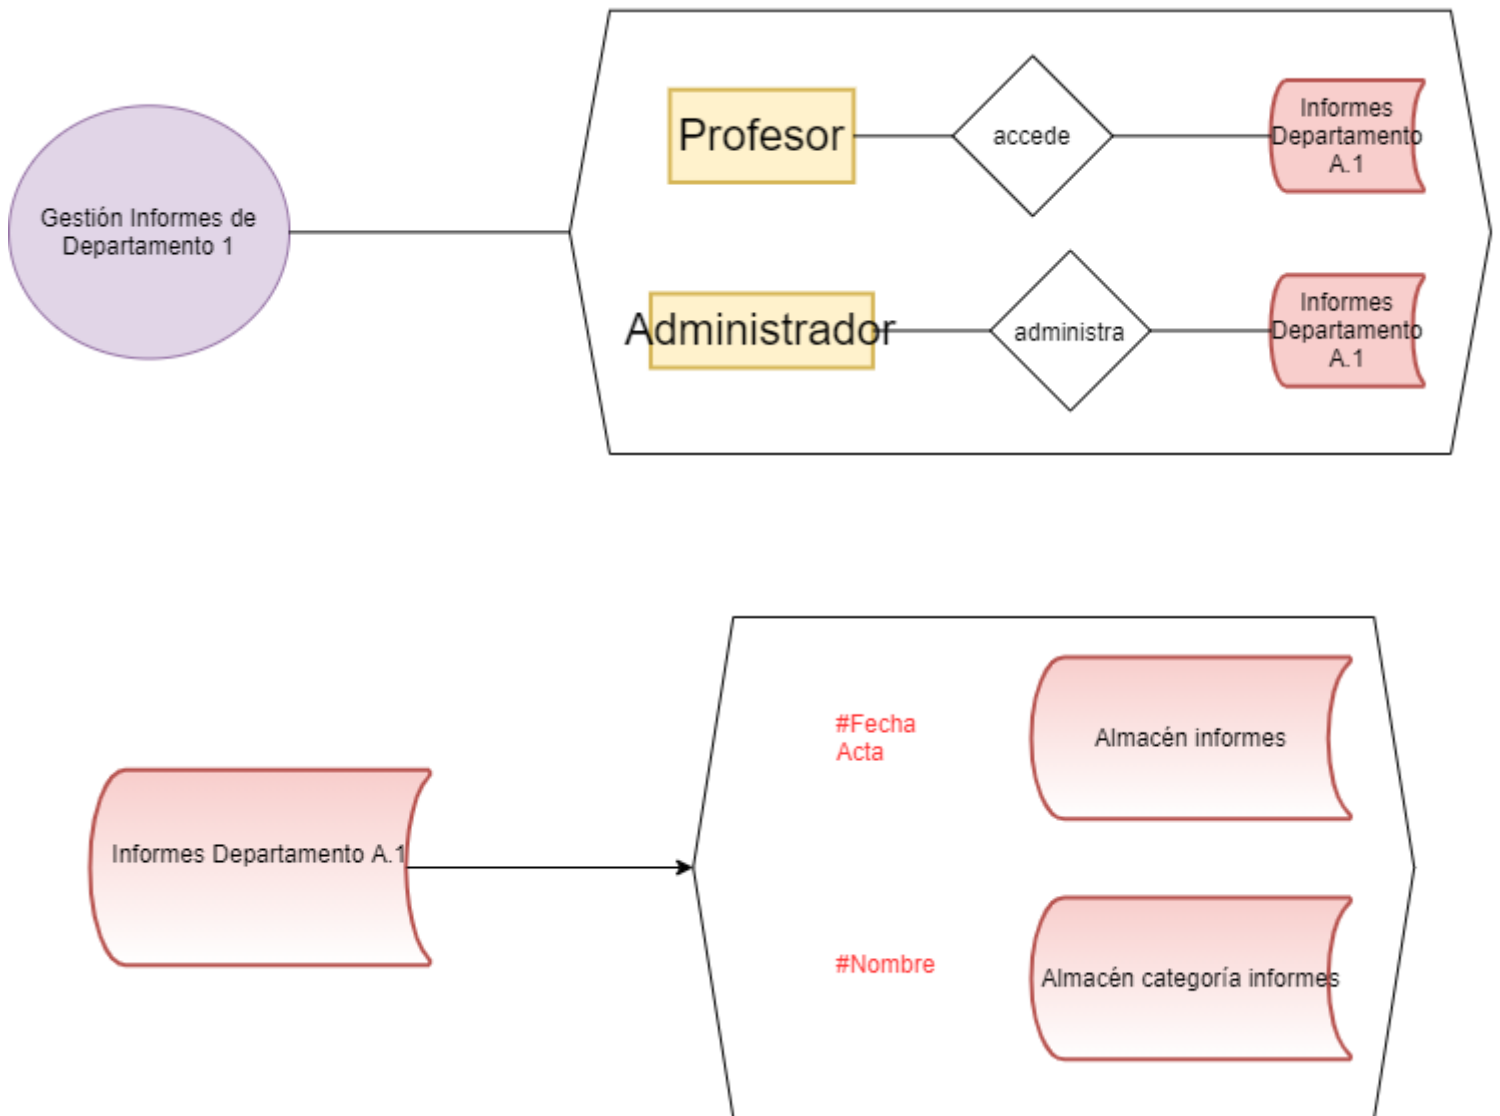 Gestión Informes de
Departamento 1
Profesor
accede
Informes
Departamento
A.1
Administrador
administra
Informes
Departamento
A.1
Informes Departamento A.1
#Fecha
Acta
Almacén informes
#Nombre
Almacén categoría informes